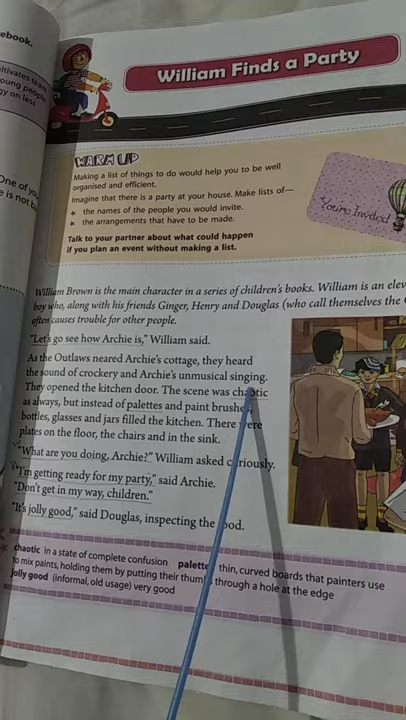 ebook.
ltivates team
oung people
gy on less
One of yo
e is not b
William Finds a Party
WARM UP
Making a list of things to do would help you to be well
organised and efficient.
Imagine that there is a party at your house. Make lists of—
the names of the people you would invite.
the arrangements that have to be made.
Talk to your partner about what could happen
if you plan an event without making a list.
You're Invited
William Brown is the main character in a series of children's books. William is an elev
boy who, along with his friends Ginger, Henry and Douglas (who call themselves the
often causes trouble for other people.
"Let's go see how Archie is," William said.
As the Outlaws neared Archie's cottage, they heard
the sound of crockery and Archie's unmusical singing.
They opened the kitchen door. The scene was chaotic
as always, but instead of palettes and paint brushes,
bottles, glasses and jars filled the kitchen. There were
plates on the floor, the chairs and in the sink.
"What are you doing, Archie?" William asked curiously.
"I'm getting ready for my party," said Archie.
"Don't get in my way, children."
"It's jolly good," said Douglas, inspecting the food.
chaotic in a state of complete confusion palette thin, curved boards that painters use
to mix paints, holding them by putting their thumbs through a hole at the edge
jolly good (informal, old usage) very good